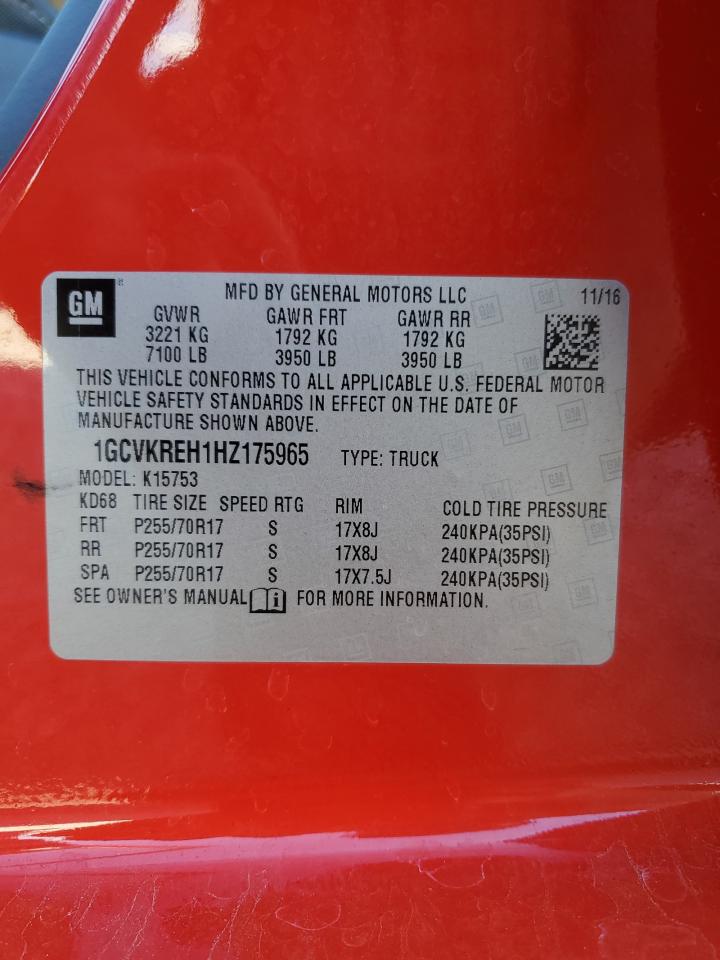 GM
MFD BY GENERAL MOTORS LLC 11/16
GVWR GAWR FRT GAWR RR
3221 KG 1792 KG 1792 KG
7100 LB 3950 LB 3950 LB
THIS VEHICLE CONFORMS TO ALL APPLICABLE U.S. FEDERAL MOTOR
VEHICLE SAFETY STANDARDS IN EFFECT ON THE DATE OF
MANUFACTURE SHOWN ABOVE.
1GCVKREH1HZ175965 TYPE: TRUCK
MODEL: K15753
KD68 TIRE SIZE SPEED RTG RIM COLD TIRE PRESSURE
FRT P255/70R17 S 17X8J 240KPA(35PSI)
RR P255/70R17 S 17X8J 240KPA(35PSI)
SPA P255/70R17 S 17X7.5J 240KPA(35PSI)
SEE OWNER'S MANUAL i FOR MORE INFORMATION.